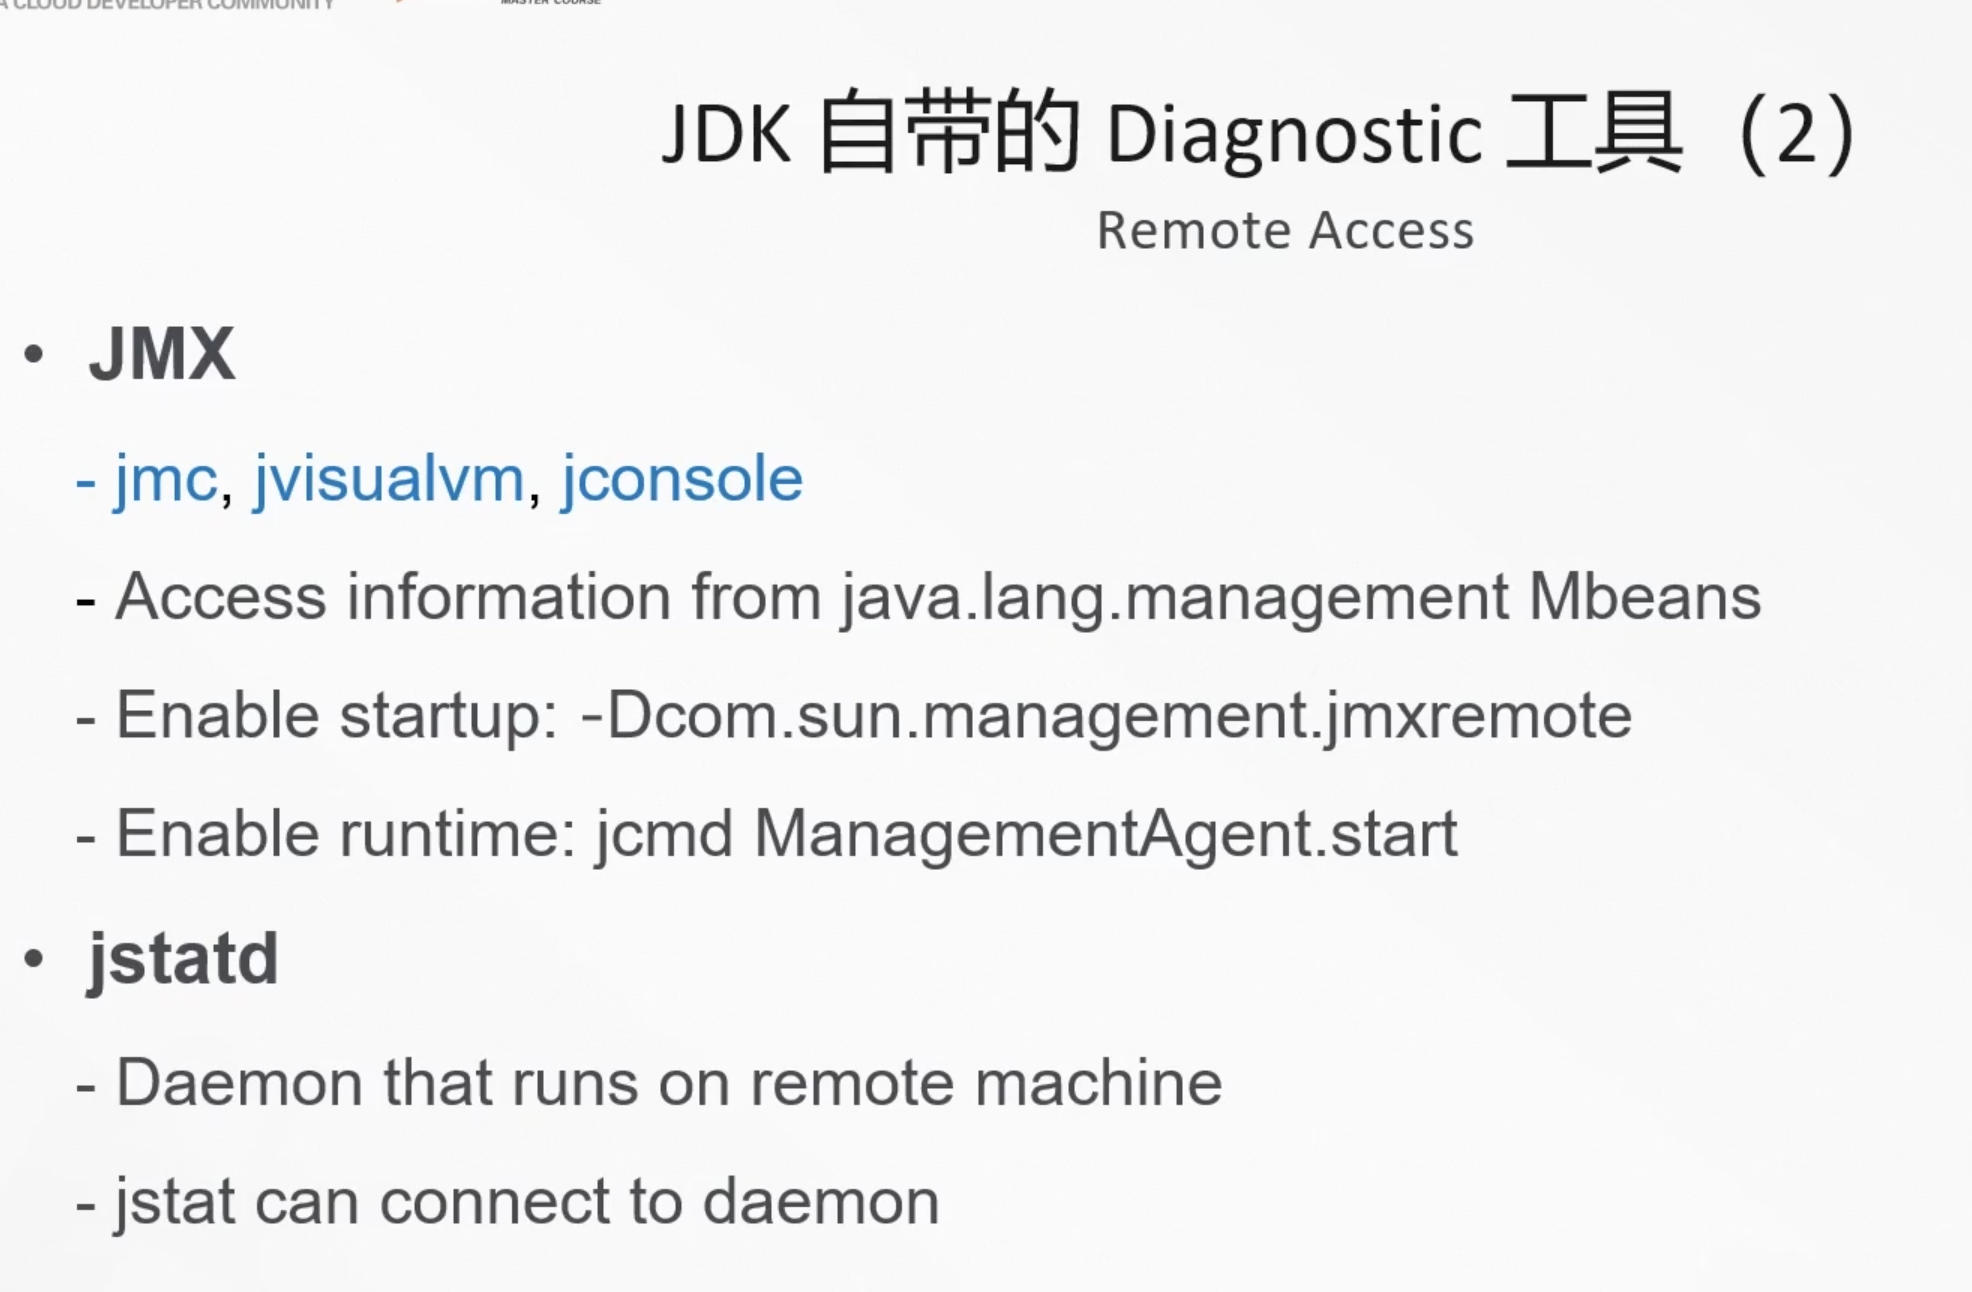 A CLOUD DEVELOPER COMMUNITY
MASTER COURSE
JDK 自带的 Diagnostic 工具（2）
Remote Access
• JMX
- jmc, jvisualvm, jconsole
- Access information from java.lang.management Mbeans
- Enable startup: -Dcom.sun.management.jmxremote
- Enable runtime: jcmd ManagementAgent.start
• jstatd
- Daemon that runs on remote machine
- jstat can connect to daemon